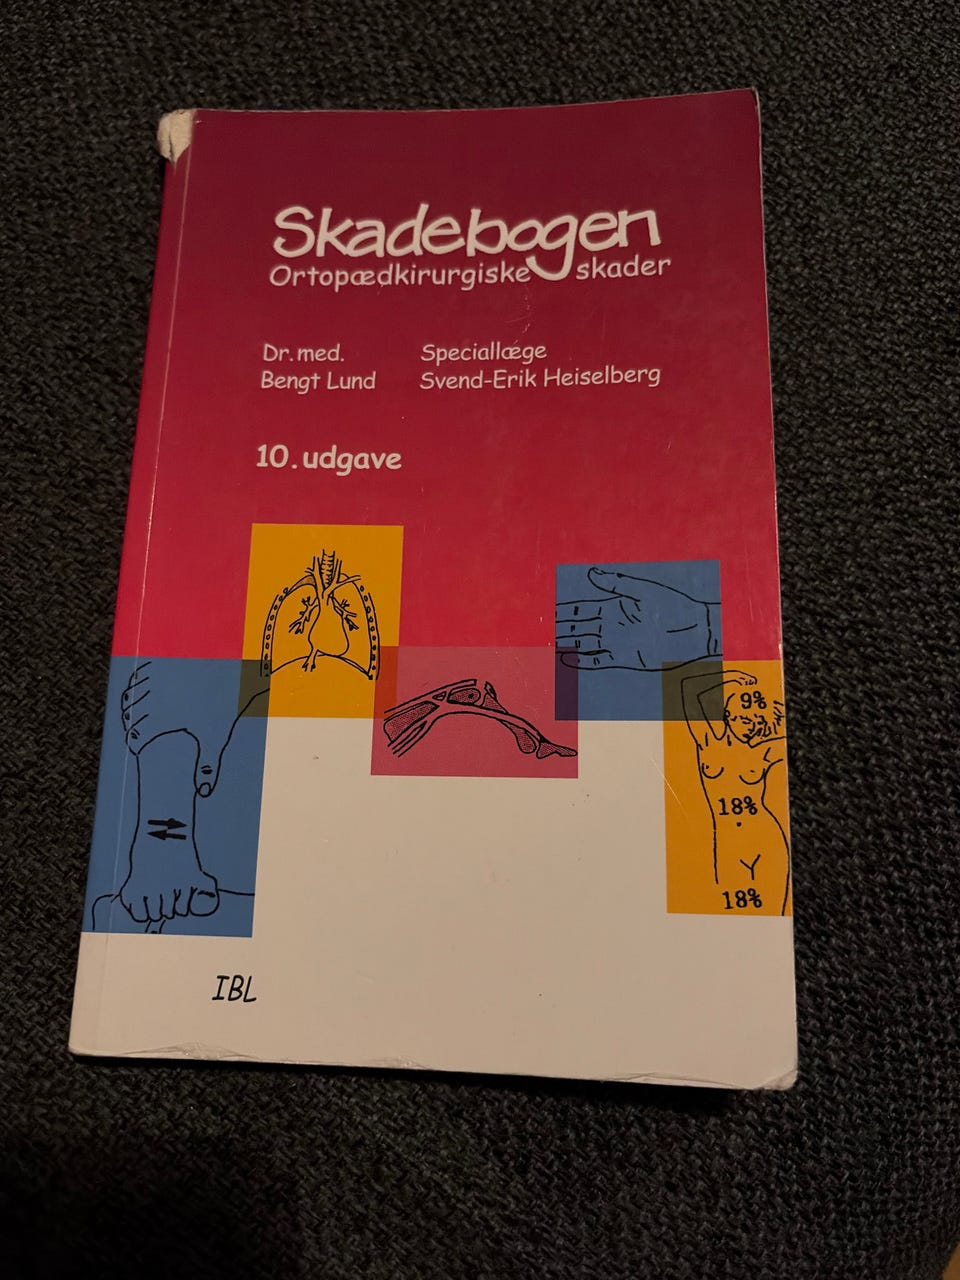 Skadebogen
Ortopædkirurgiske skader
Dr. med.
Bengt Lund
Speciallæge
Svend-Erik Heiselberg
10. udgave
9%
18%
18%
IBL